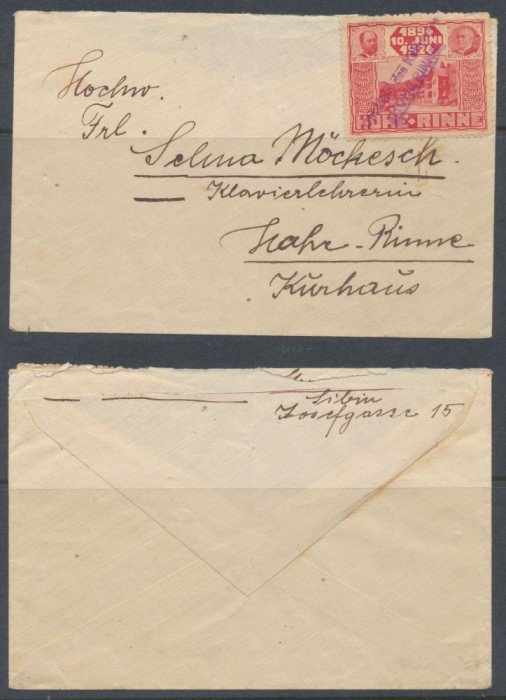 1894
10. JUNI
1924
HOHE • RINNE
Hochw.
Frl.
Selma Möckesch.
Klavierlehrerin
Hohe-Rinne
Kurhaus
Sibiu
Josefgasse 15